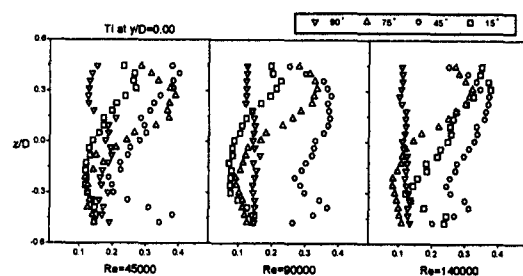 ▽ 90° △ 75° ○ 45° □ 15°
TI at y/D=0.00
0.6
0.3
z/D
0.0
-0.3
-0.6
0.1 0.2 0.3 0.4 0.1 0.2 0.3 0.4 0.1 0.2 0.3 0.4
Re=45000 Re=90000 Re=140000